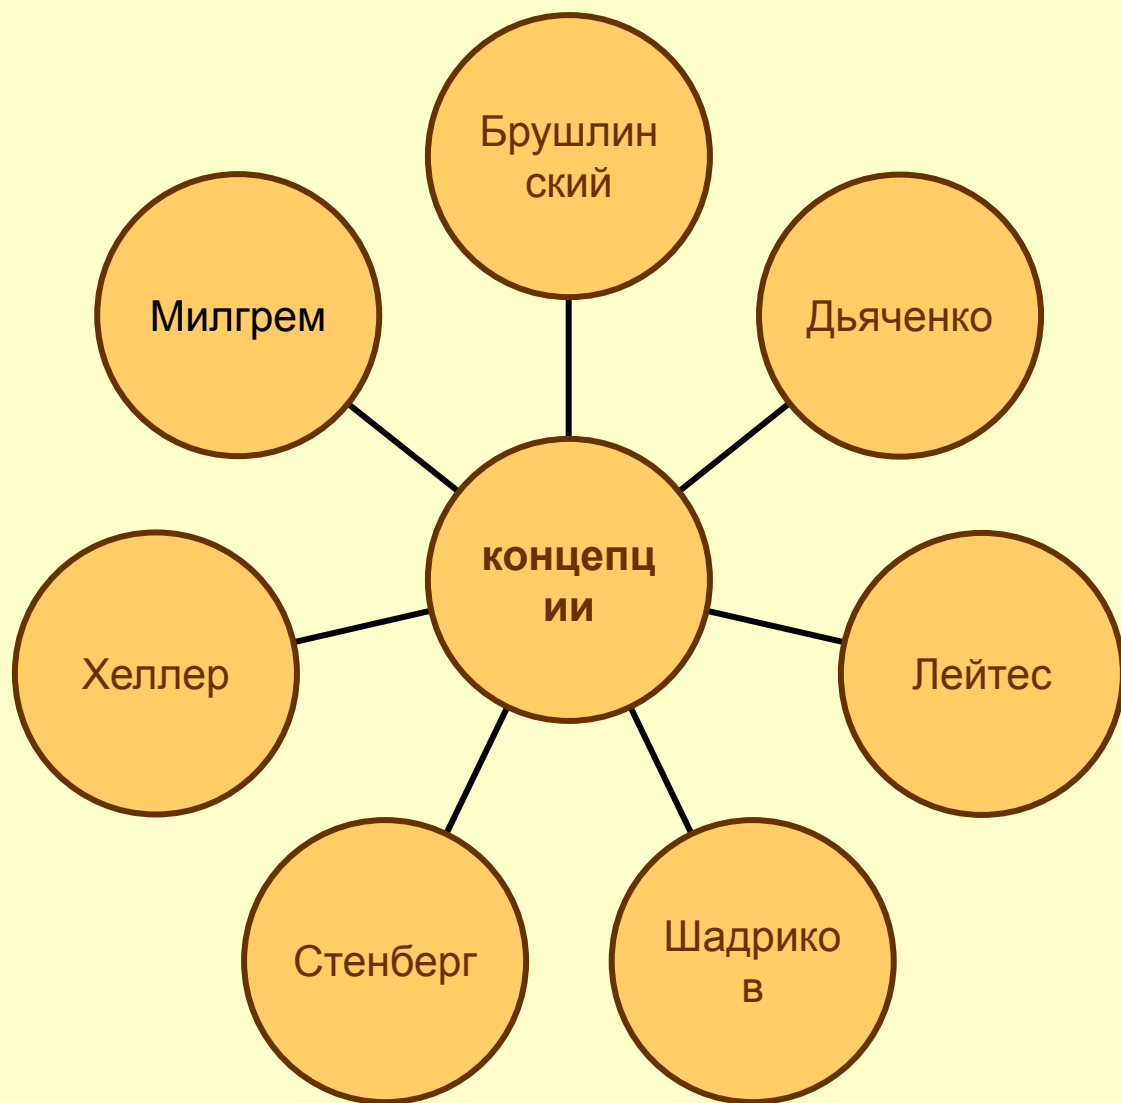 Брушлин
ский
Милгрем
Дьяченко
концепц
ии
Хеллер
Лейтес
Стенберг
Шадрико
в